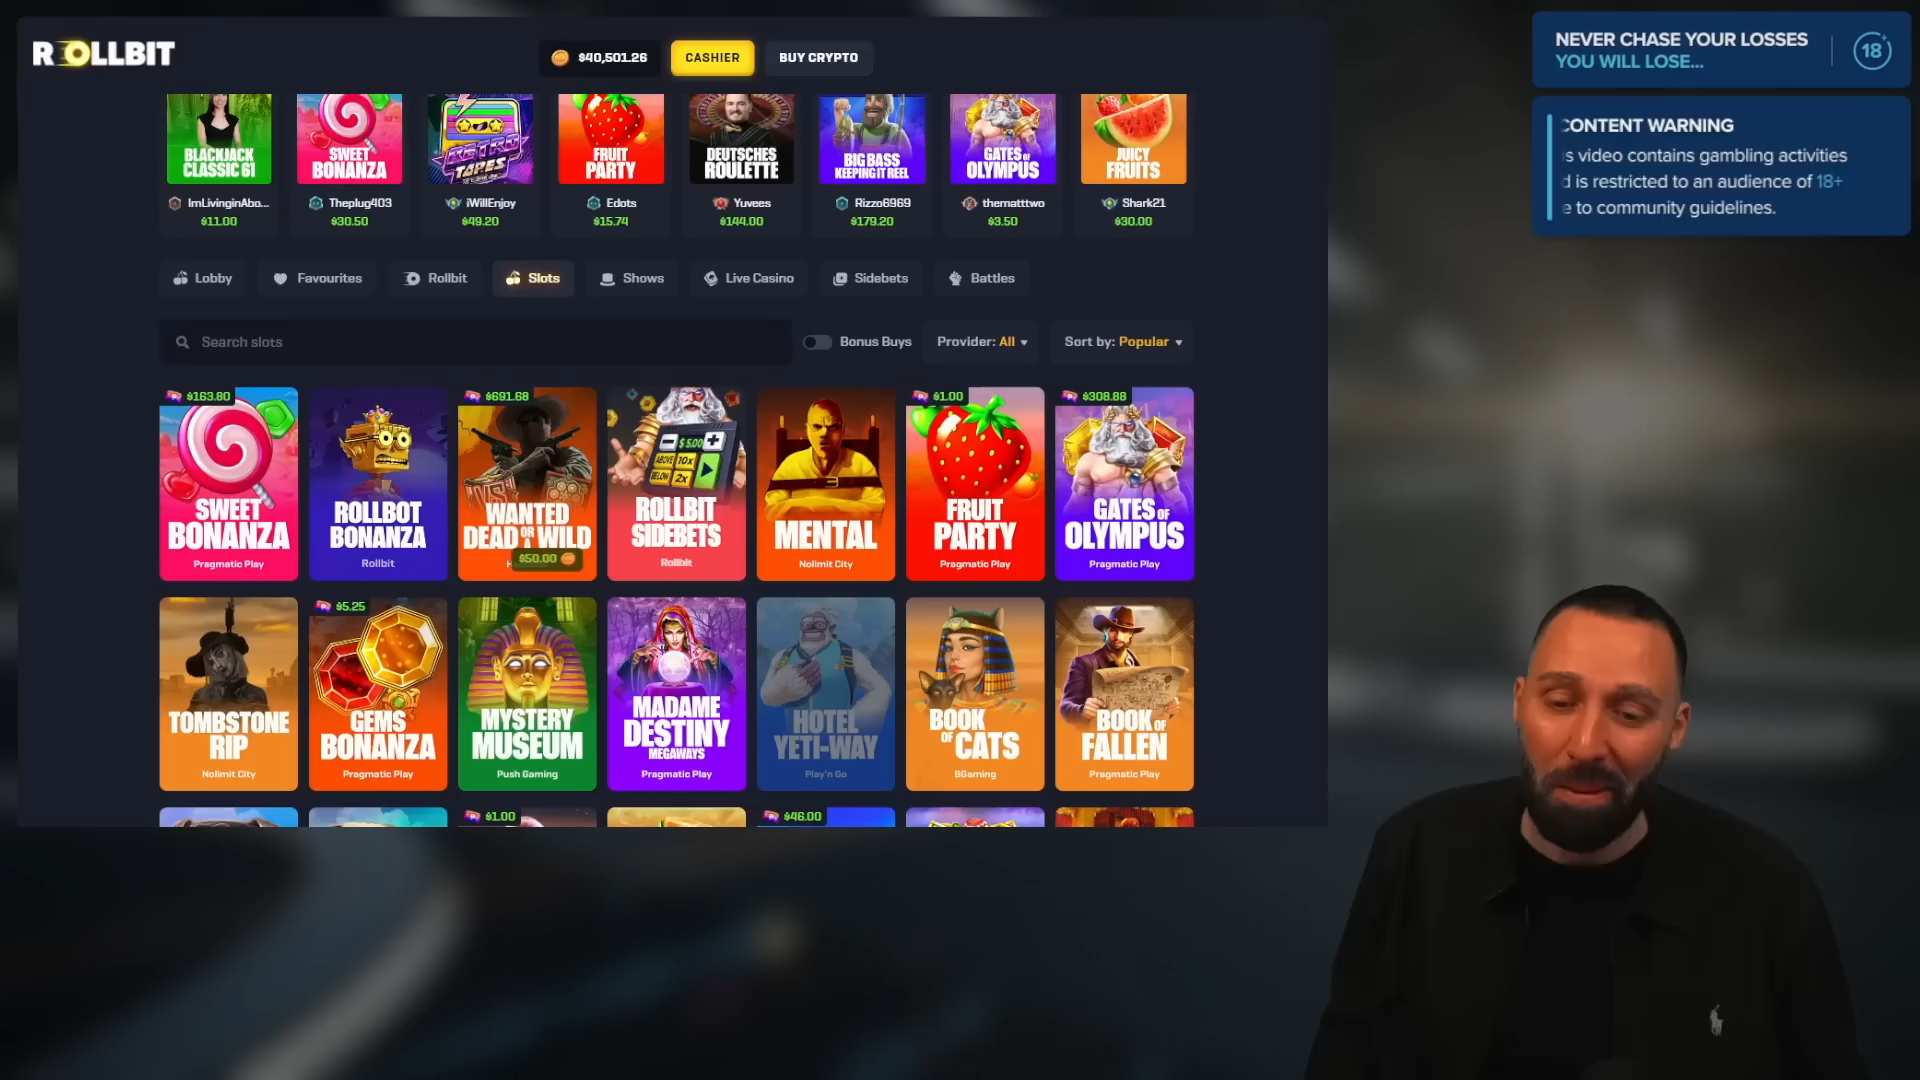 ROLLBIT
$40,501.26
CASHIER
BUY CRYPTO
NEVER CHASE YOUR LOSSES
YOU WILL LOSE...
18+
CONTENT WARNING
s video contains gambling activities
d is restricted to an audience of 18+
e to community guidelines.
BLACKJACK
CLASSIC 61
ImLivinginAbo...
$11.00
SWEET
BONANZA
Theplug403
$30.50
RETRO
TAPES
iWillEnjoy
$49.20
FRUIT
PARTY
Edots
$15.74
DEUTSCHES
ROULETTE
Yuvees
$144.00
BIG BASS
KEEPING IT REEL
Rizzo6969
$179.20
GATES OF
OLYMPUS
thematttwo
$3.50
JUICY
FRUITS
Shark21
$30.00
Lobby
Favourites
Rollbit
Slots
Shows
Live Casino
Sidebets
Battles
Search slots
Bonus Buys
Provider: All
Sort by: Popular
$163.80
SWEET
BONANZA
Pragmatic Play
ROLLBOT
BONANZA
Rollbit
$691.68
WANTED
DEAD OR A WILD
$50.00
$ 5.00
ABOVE 10x
BELOW 2x
ROLLBIT
SIDEBETS
Rollbit
MENTAL
Nolimit City
$1.00
FRUIT
PARTY
Pragmatic Play
$308.88
GATES OF
OLYMPUS
Pragmatic Play
TOMBSTONE
RIP
Nolimit City
$5.25
GEMS
BONANZA
Pragmatic Play
MYSTERY
MUSEUM
Push Gaming
MADAME
DESTINY
MEGAWAYS
Pragmatic Play
HOTEL
YETI-WAY
Play'n Go
BOOK
OF CATS
BGaming
BOOK OF
FALLEN
Pragmatic Play
$1.00
$46.00